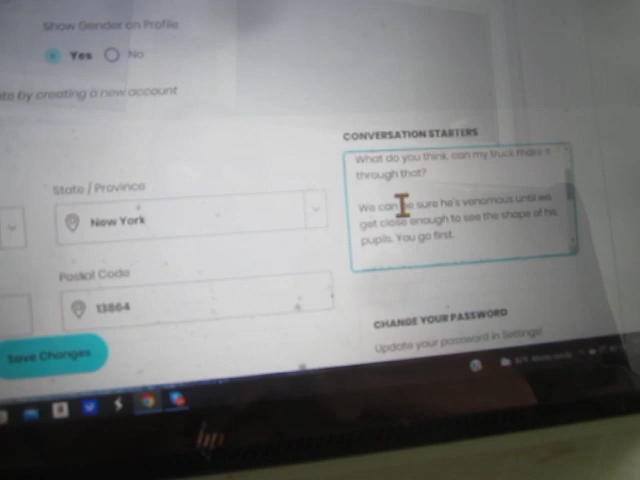 Show Gender on Profile
Yes No
ate by creating a new account
CONVERSATION STARTERS
What do you think, can my truck make it
through that?
We can be sure he's venomous until we
get close enough to see the shape of his
pupils. You go first.
State / Province
New York
Postal Code
13864
CHANGE YOUR PASSWORD
Update your password in Settings!
Save Changes
hp